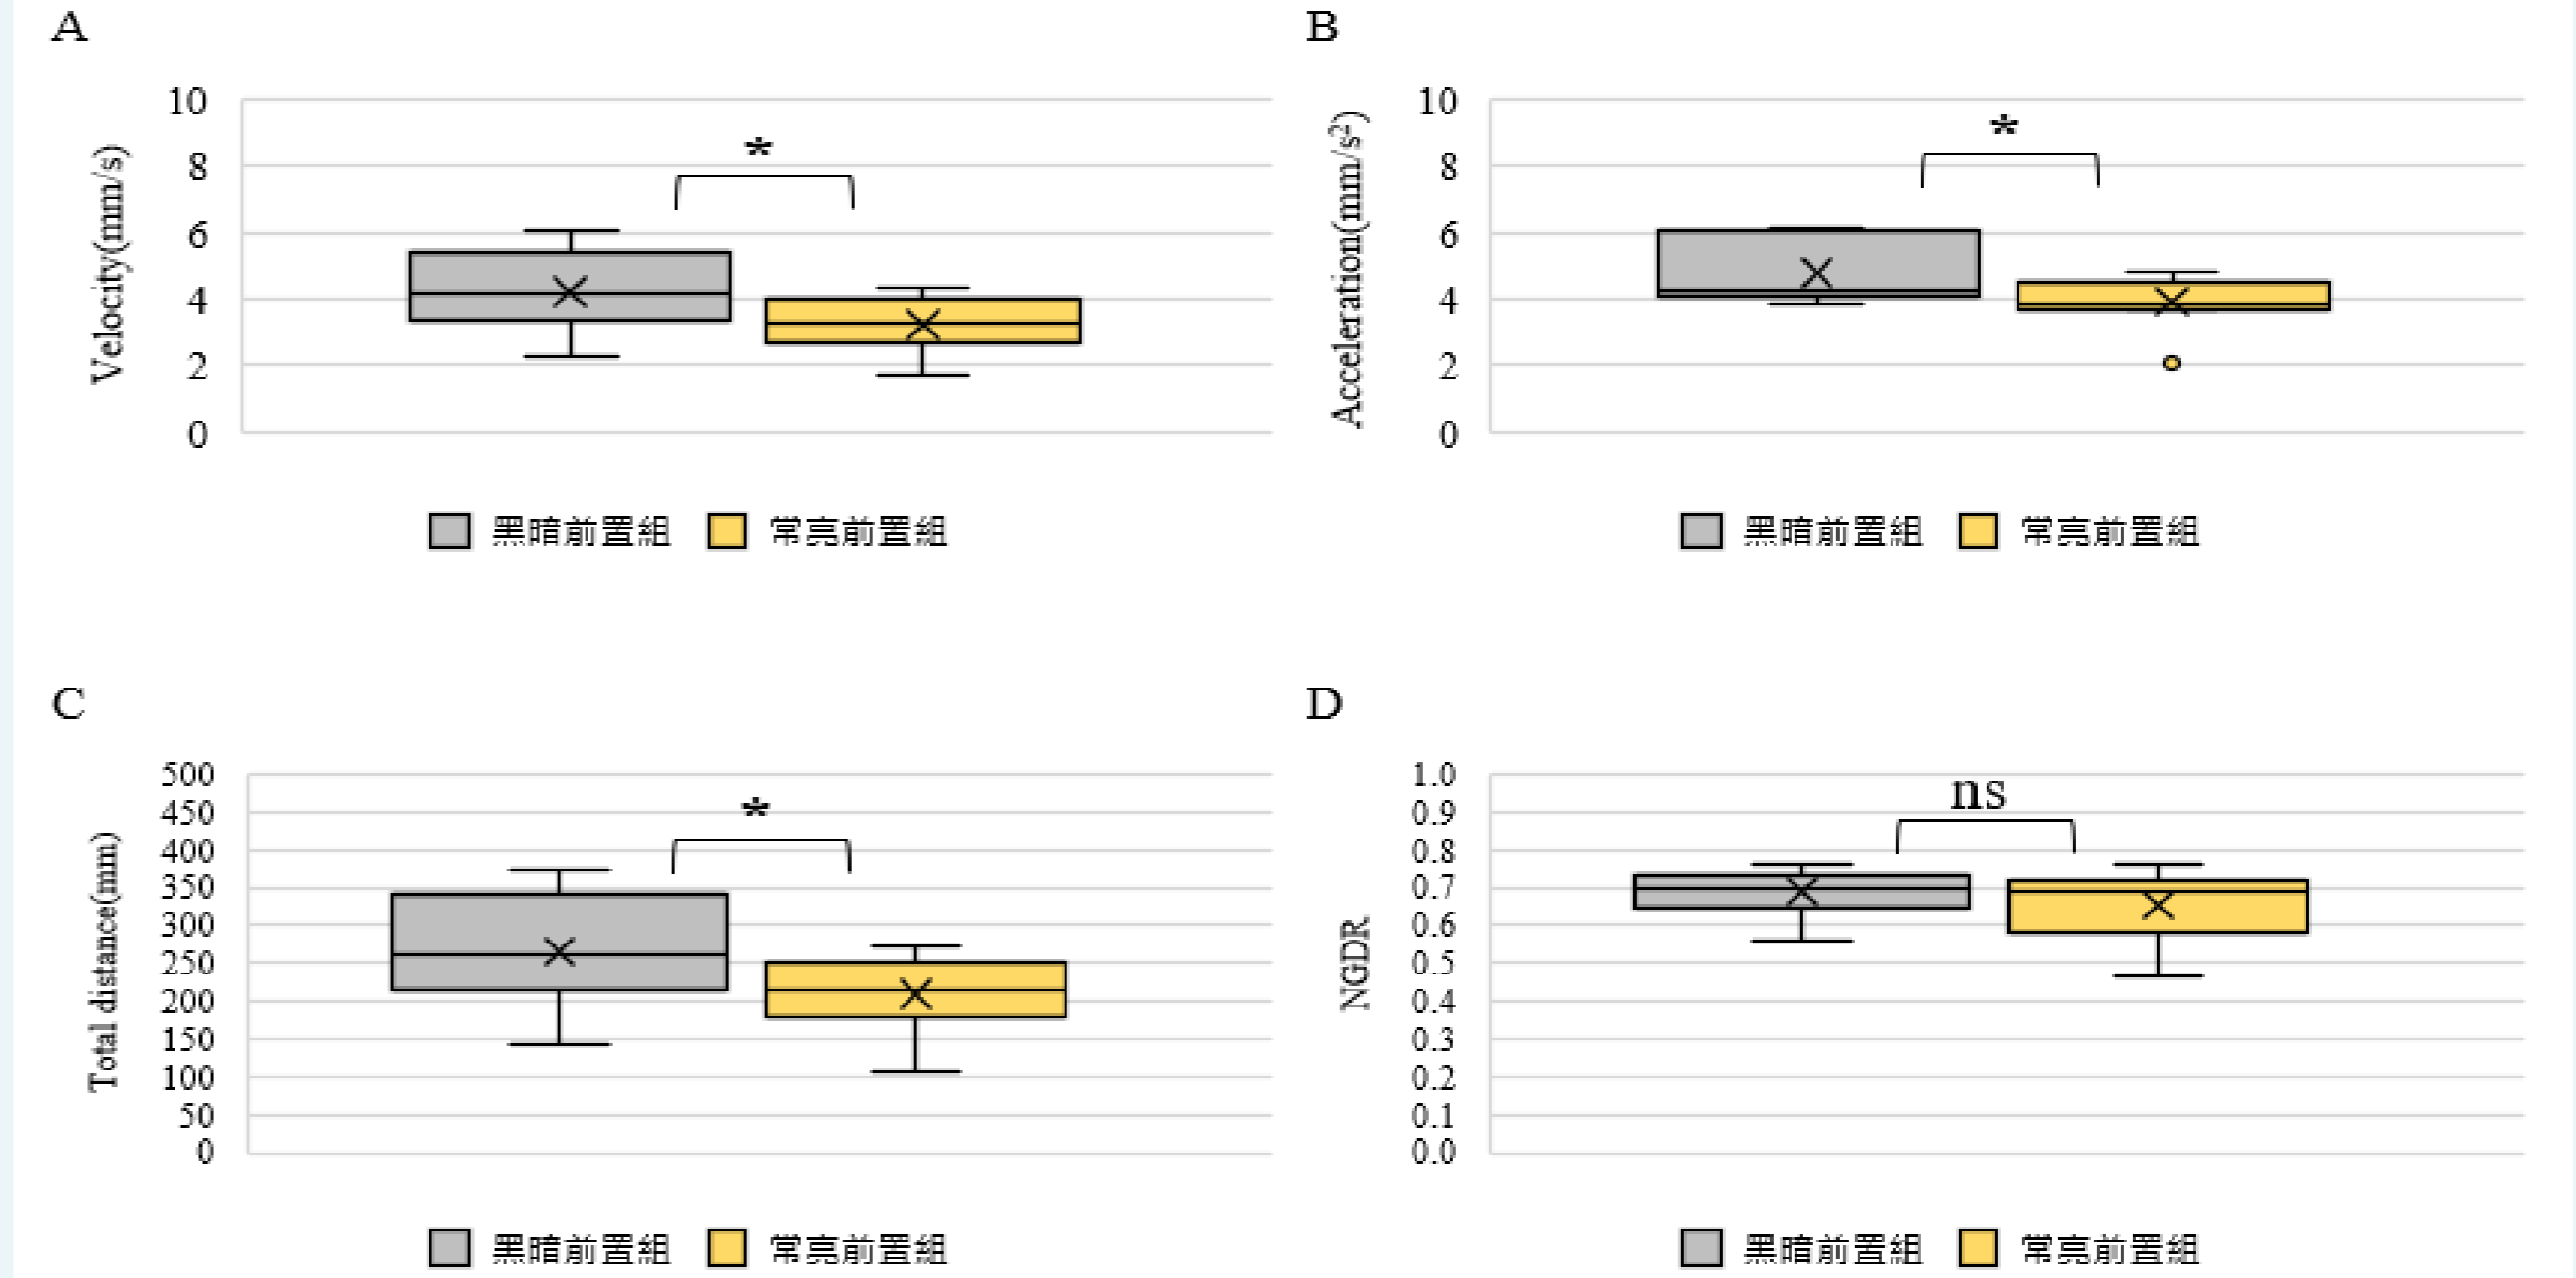 A
Velocity(mm/s)
10
8
6
4
2
0
*
黑暗前置組 常亮前置組
B
Acceleration(mm/s²)
10
8
6
4
2
0
*
黑暗前置組 常亮前置組
C
Total distance(mm)
500
450
400
350
300
250
200
150
100
50
0
*
黑暗前置組 常亮前置組
D
NGDR
1.0
0.9
0.8
0.7
0.6
0.5
0.4
0.3
0.2
0.1
0.0
ns
黑暗前置組 常亮前置組